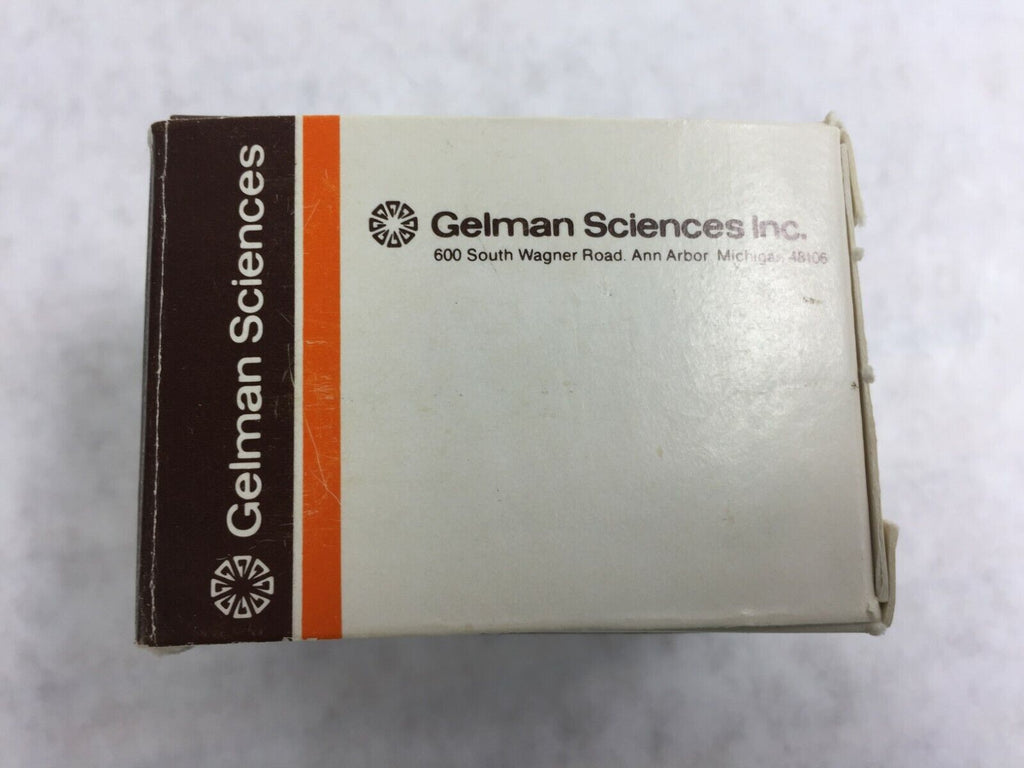 Gelman Sciences
Gelman Sciences Inc.
600 South Wagner Road. Ann Arbor, Michigan 48106